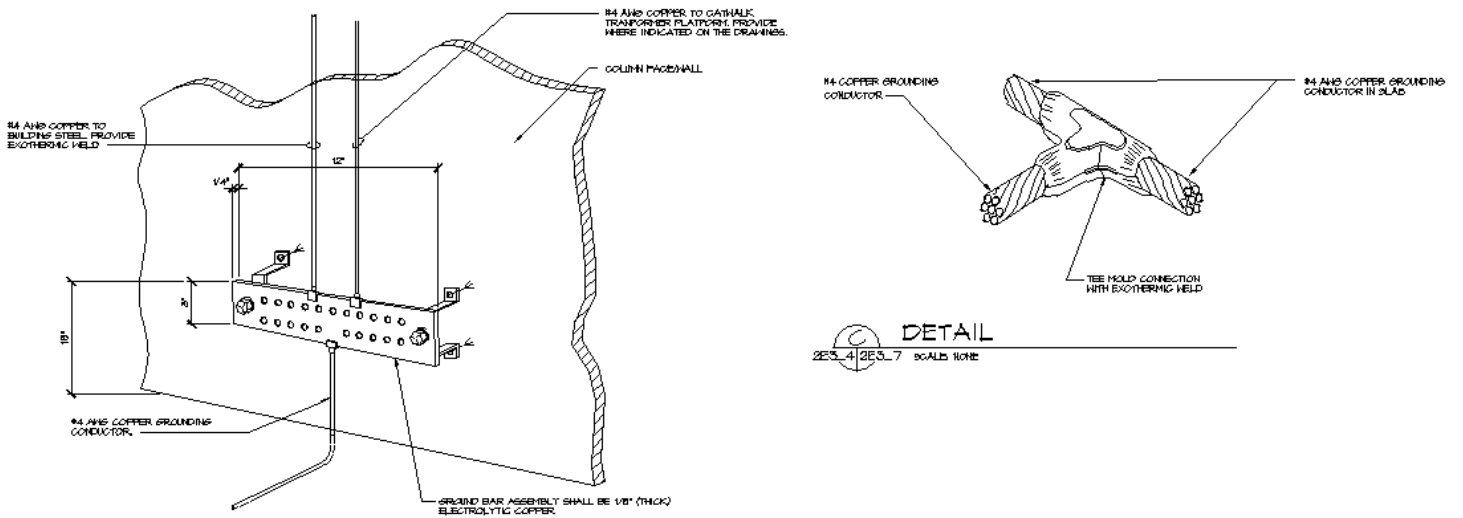 #4 AWG COPPER TO CATWALK
TRANFORMER PLATFORM. PROVIDE
WHERE INDICATED ON THE DRAWINGS.
COLUMN FACE/WALL
#4 AWG COPPER TO
BUILDING STEEL. PROVIDE
EXOTHERMIC WELD
12"
1/4"
3"
18"
#4 AWG COPPER GROUNDING
CONDUCTOR.
GROUND BAR ASSEMBLY SHALL BE 1/8" (THICK)
ELECTROLYTIC COPPER
#4 COPPER GROUNDING
CONDUCTOR
#4 AWG COPPER GROUNDING
CONDUCTOR IN SLAB
TEE MOLD CONNECTION
WITH EXOTHERMIC WELD
C DETAIL
2E3_4 2E3_7 SCALE: NONE